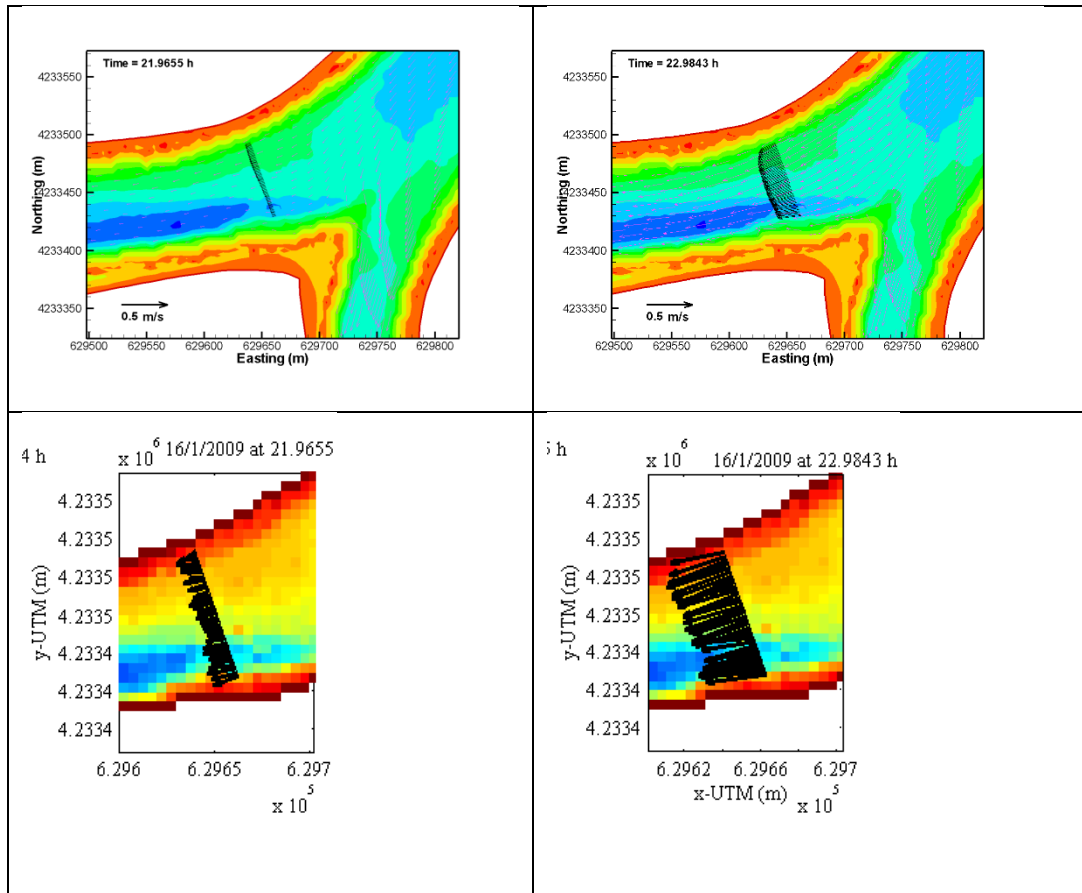 Time = 21.9655 h
4233550
4233500
4233450
4233400
4233350
Northing (m)
0.5 m/s
629500 629550 629600 629650 629700 629750 629800
Easting (m)
Time = 22.9843 h
4233550
4233500
4233450
4233400
4233350
Northing (m)
0.5 m/s
629500 629550 629600 629650 629700 629750 629800
Easting (m)
4 h
x 10^6 16/1/2009 at 21.9655
4.2335
4.2335
4.2335
4.2335
4.2334
4.2334
4.2334
y-UTM (m)
6.296 6.2965 6.297
x 10^5
5 h
x 10^6 16/1/2009 at 22.9843 h
4.2335
4.2335
4.2335
4.2335
4.2334
4.2334
4.2334
y-UTM (m)
6.2962 6.2966 6.297
x-UTM (m) x 10^5